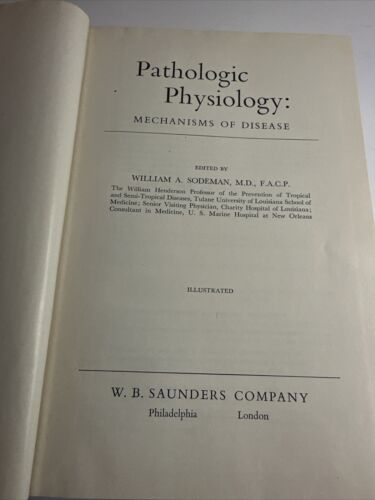 Pathologic
Physiology:
MECHANISMS OF DISEASE
EDITED BY
WILLIAM A. SODEMAN, M.D., F.A.C.P.
The William Henderson Professor of the Prevention of Tropical
and Semi-Tropical Diseases, Tulane University of Louisiana School of
Medicine; Senior Visiting Physician, Charity Hospital of Louisiana;
Consultant in Medicine, U. S. Marine Hospital at New Orleans
ILLUSTRATED
W. B. SAUNDERS COMPANY
Philadelphia London